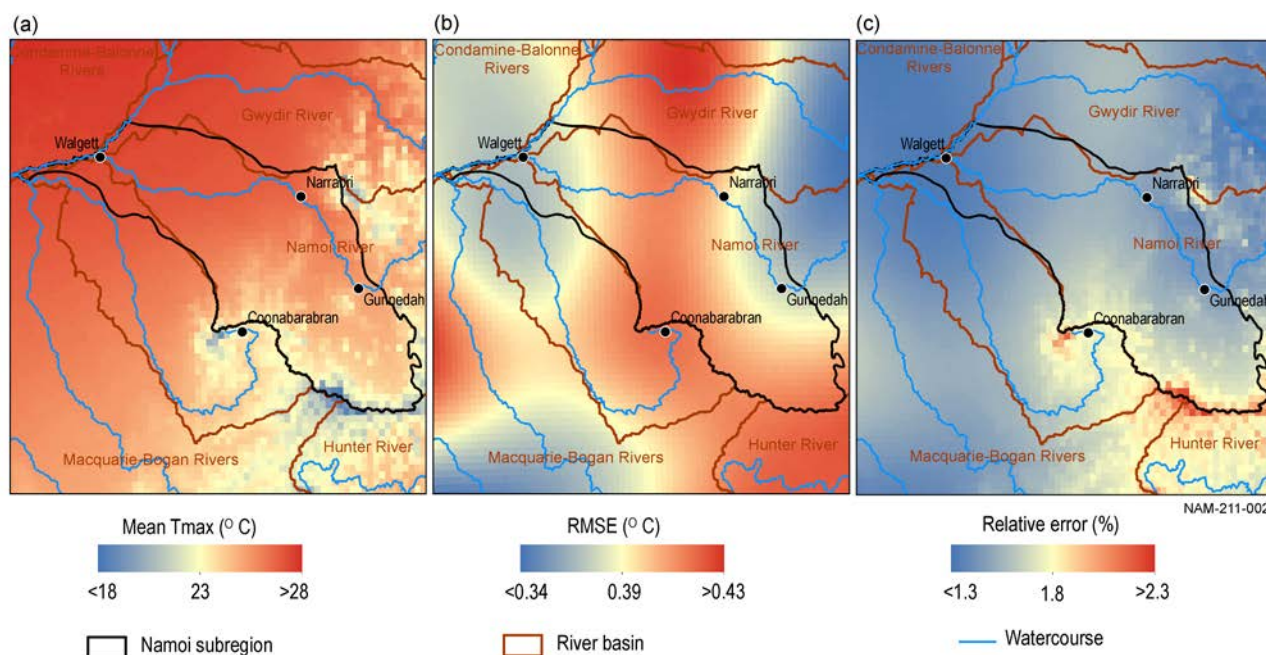 (a)
Condamine-Balonne
Rivers
Gwydir River
Walgett
Narrabri
Namoi River
Gunnedah
Coonabarabran
Hunter River
Macquarie-Bogan Rivers
(b)
Condamine-Balonne
Rivers
Gwydir River
Walgett
Narrabri
Namoi River
Gunnedah
Coonabarabran
Hunter River
Macquarie-Bogan Rivers
(c)
Condamine-Balonne
Rivers
Gwydir River
Walgett
Narrabri
Namoi River
Gunnedah
Coonabarabran
Hunter River
Macquarie-Bogan Rivers
NAM-211-002
Mean Tmax (O C)
<18 23 >28
RMSE (O C)
<0.34 0.39 >0.43
Relative error (%)
<1.3 1.8 >2.3
Namoi subregion
River basin
Watercourse